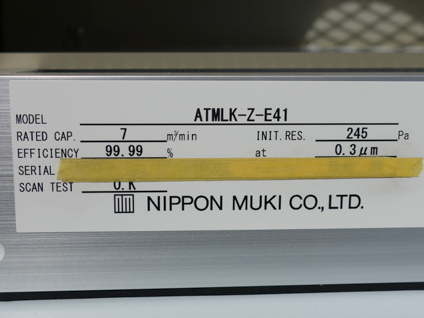 MODEL ATMLK-Z-E41
RATED CAP. 7 m³/min INIT. RES. 245 Pa
EFFICIENCY 99.99 % at 0.3μm
SERIAL
SCAN TEST O.K
NIPPON MUKI CO.,LTD.